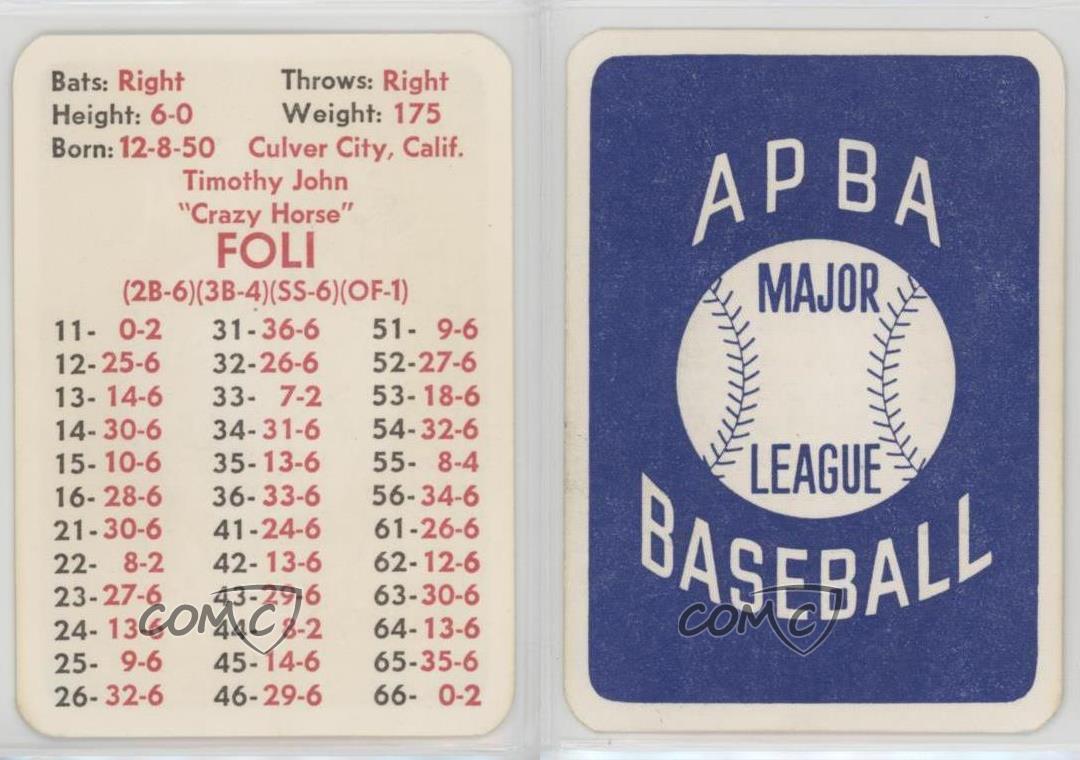 Bats: Right Throws: Right
Height: 6-0 Weight: 175
Born: 12-8-50 Culver City, Calif.
Timothy John
"Crazy Horse"
FOLI
(2B-6)(3B-4)(SS-6)(OF-1)
11- 0-2 31-36-6 51- 9-6
12-25-6 32-26-6 52-27-6
13- 14-6 33- 7-2 53-18-6
14- 30-6 34-31-6 54-32-6
15- 10-6 35-13-6 55- 8-4
16- 28-6 36-33-6 56-34-6
21-30-6 41-24-6 61-26-6
22- 8-2 42- 13-6 62-12-6
23-27-6 43-29-6 63-30-6
24- 13-6 44- 8-2 64-13-6
25- 9-6 45-14-6 65-35-6
26- 32-6 46-29-6 66- 0-2
COMC
APBA
MAJOR
LEAGUE
BASEBALL
COMC